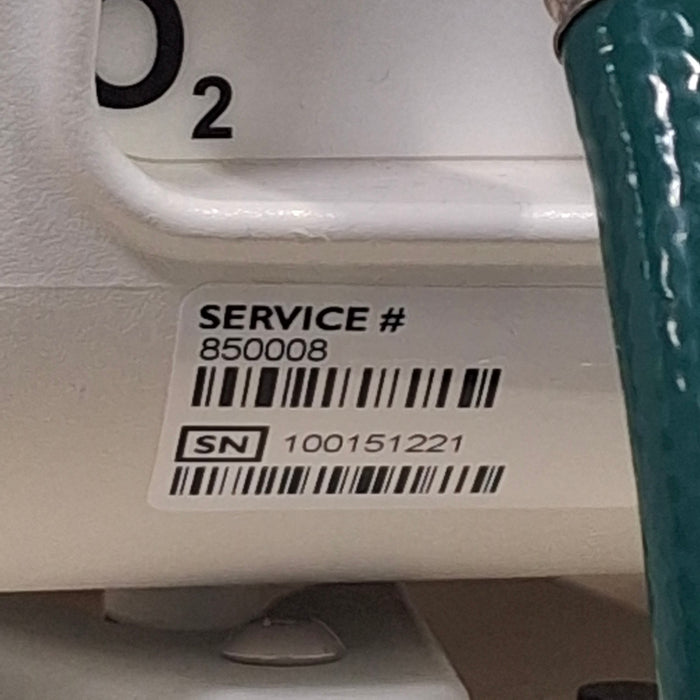 O2
SERVICE #
850008
SN 100151221